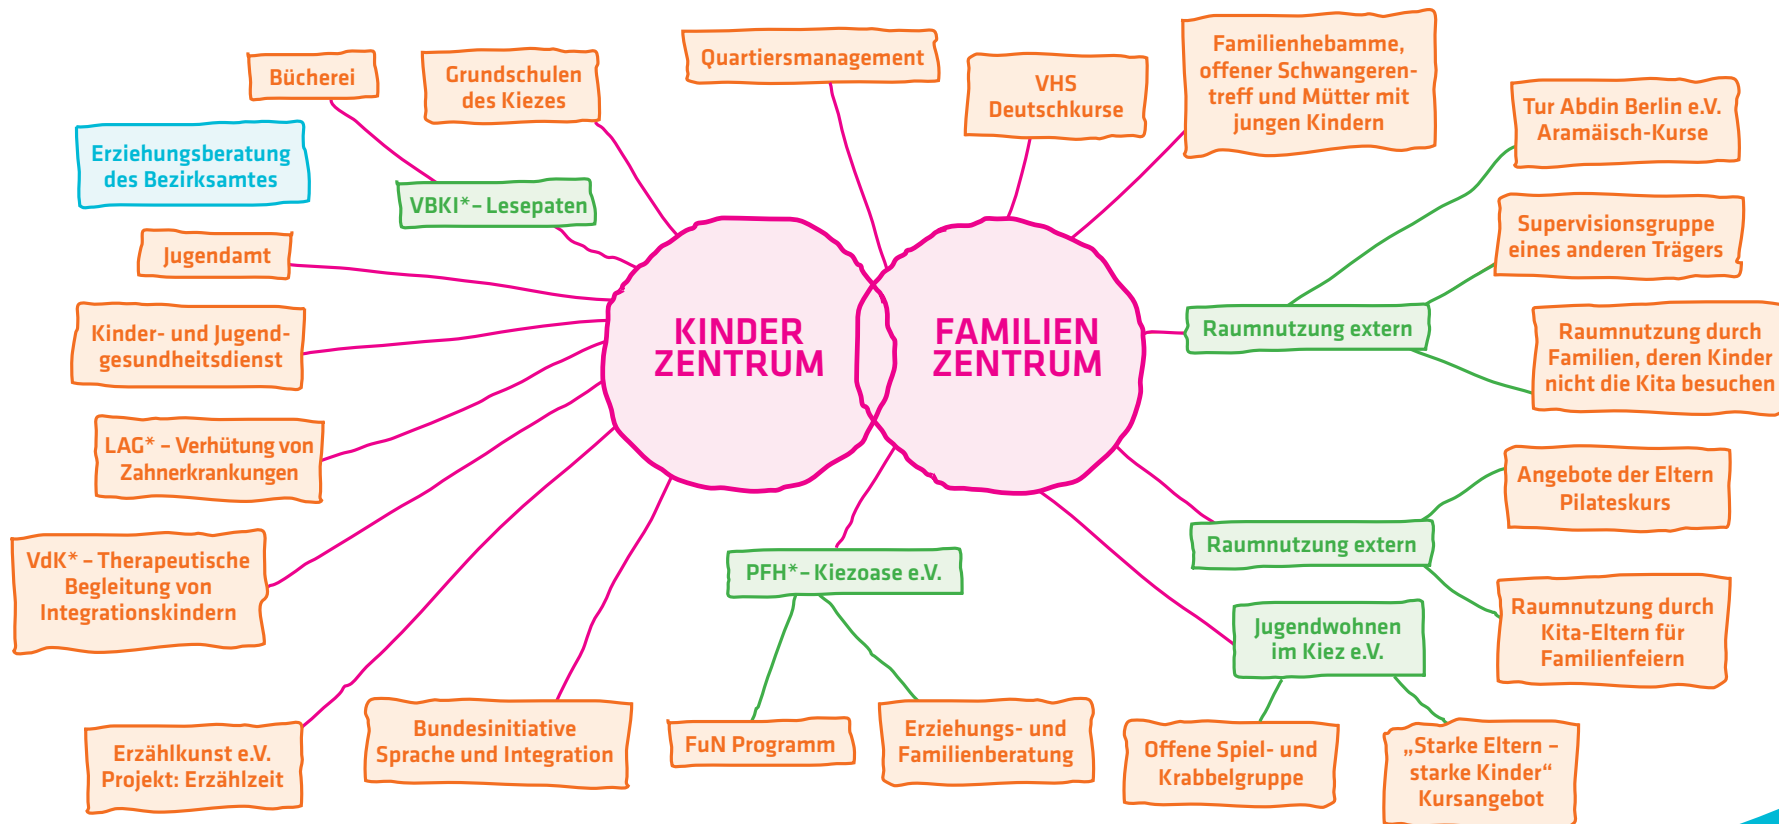 Bücherei
Grundschulen
des Kiezes
Quartiersmanagement
VHS
Deutschkurse
Familienhebamme,
offener Schwangeren-
treff und Mütter mit
jungen Kindern
Tur Abdin Berlin e.V.
Aramäisch-Kurse
Erziehungsberatung
des Bezirksamtes
VBKI* – Lesepaten
Supervisionsgruppe
eines anderen Trägers
Jugendamt
Kinder- und Jugend-
gesundheitsdienst
KINDER
ZENTRUM
FAMILIEN
ZENTRUM
Raumnutzung extern
Raumnutzung durch
Familien, deren Kinder
nicht die Kita besuchen
LAG* – Verhütung von
Zahnerkrankungen
Angebote der Eltern
Pilateskurs
VdK* – Therapeutische
Begleitung von
Integrationskindern
PFH* – Kiezoase e.V.
Raumnutzung extern
Raumnutzung durch
Kita-Eltern für
Familienfeiern
Jugendwohnen
im Kiez e.V.
Erzählkunst e.V.
Projekt: Erzählzeit
Bundesinitiative
Sprache und Integration
FuN Programm
Erziehungs- und
Familienberatung
Offene Spiel- und
Krabbelgruppe
„Starke Eltern –
starke Kinder“
Kursangebot